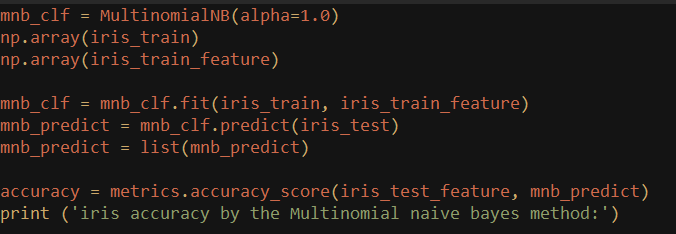 mnb_clf = MultinomialNB(alpha=1.0)
np.array(iris_train)
np.array(iris_train_feature)
mnb_clf = mnb_clf.fit(iris_train, iris_train_feature)
mnb_predict = mnb_clf.predict(iris_test)
mnb_predict = list(mnb_predict)
accuracy = metrics.accuracy_score(iris_test_feature, mnb_predict)
print ('iris accuracy by the Multinomial naive bayes method:')